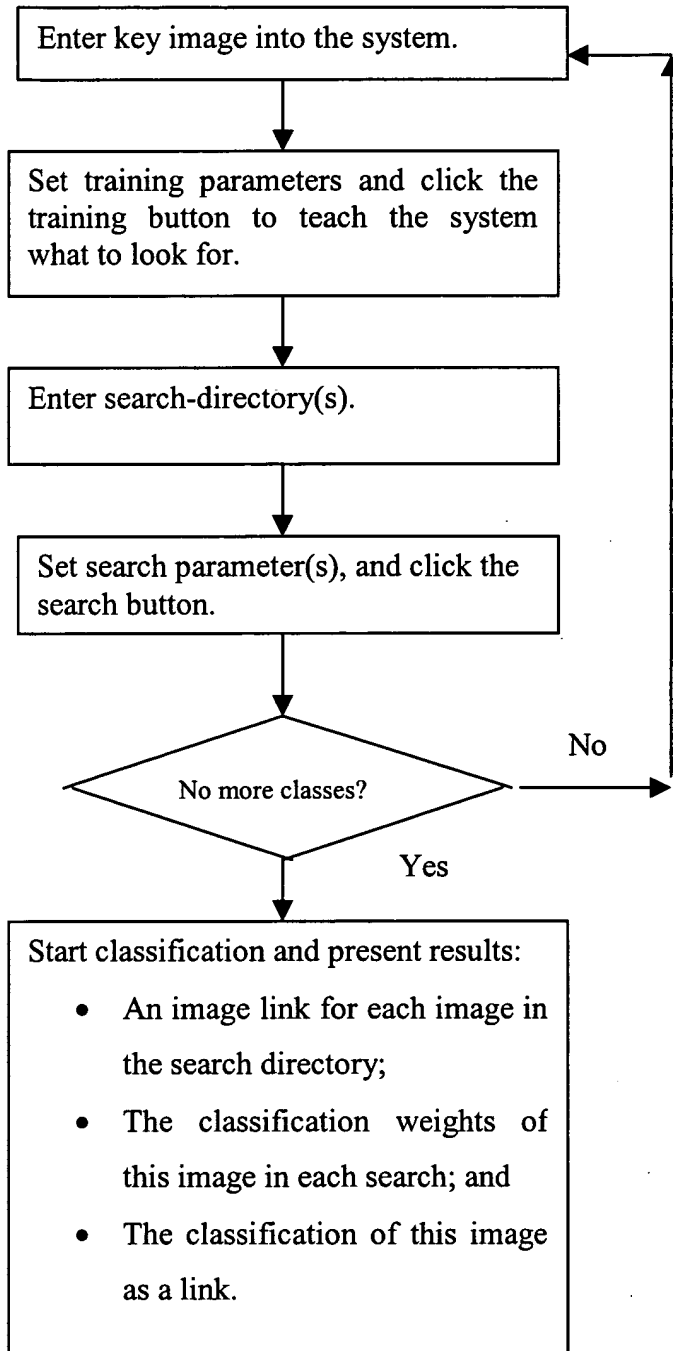 Enter key image into the system.
Set training parameters and click the
training button to teach the system
what to look for.
Enter search-directory(s).
Set search parameter(s), and click the
search button.
No more classes?
No
Yes
Start classification and present results:
• An image link for each image in
the search directory;
• The classification weights of
this image in each search; and
• The classification of this image
as a link.